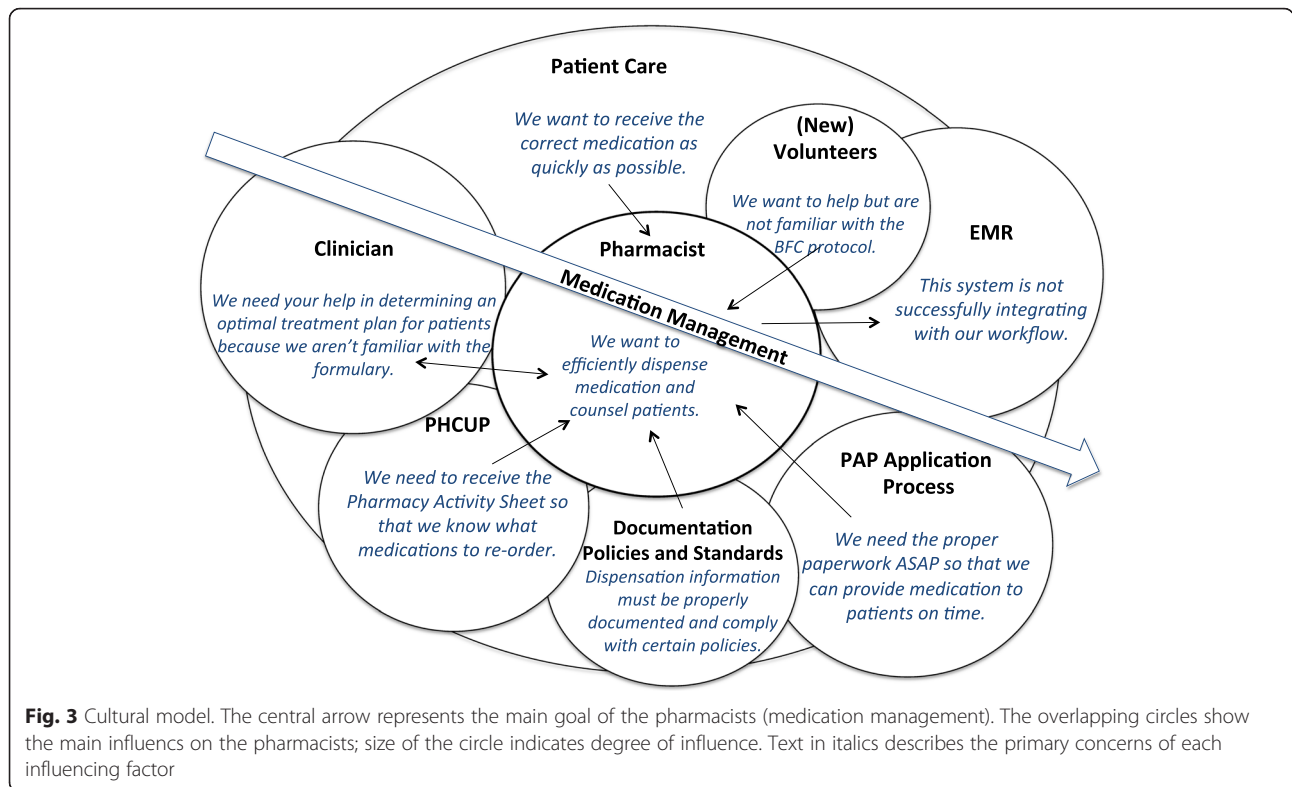 Patient Care
We want to receive the
correct medication as
quickly as possible.
(New)
Volunteers
We want to help but are
not familiar with the
BFC protocol.
EMR
This system is not
successfully integrating
with our workflow.
Clinician
We need your help in determining an
optimal treatment plan for patients
because we aren't familiar with the
formulary.
Pharmacist
Medication Management
We want to
efficiently dispense
medication and
counsel patients.
PHCUP
We need to receive the
Pharmacy Activity Sheet so
that we know what
medications to re-order.
Documentation
Policies and Standards
Dispensation information
must be properly
documented and comply
with certain policies.
PAP Application
Process
We need the proper
paperwork ASAP so that we
can provide medication to
patients on time.
Fig. 3 Cultural model. The central arrow represents the main goal of the pharmacists (medication management). The overlapping circles show
the main influencs on the pharmacists; size of the circle indicates degree of influence. Text in italics describes the primary concerns of each
influencing factor